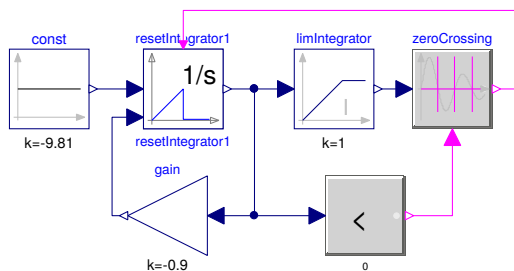 const
resetIntegrator1
limIntegrator
zeroCrossing
1/s
I
k=-9.81
resetIntegrator1
k=1
gain
<
k=-0.9
0